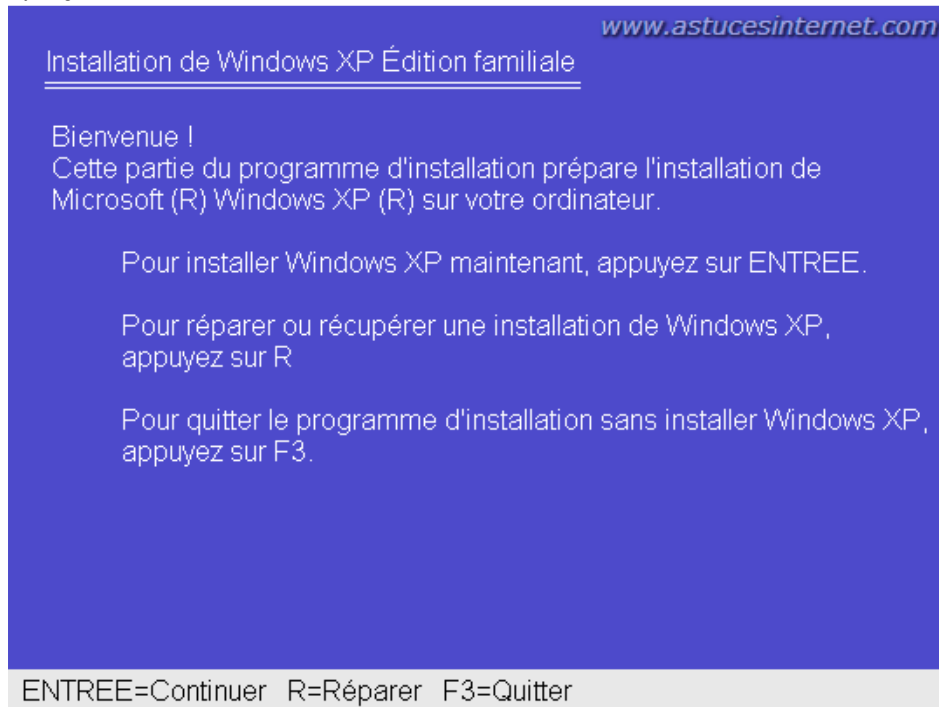 www.astucesinternet.com
Installation de Windows XP Édition familiale
Bienvenue !
Cette partie du programme d'installation prépare l'installation de
Microsoft (R) Windows XP (R) sur votre ordinateur.
Pour installer Windows XP maintenant, appuyez sur ENTREE.
Pour réparer ou récupérer une installation de Windows XP,
appuyez sur R
Pour quitter le programme d'installation sans installer Windows XP,
appuyez sur F3.
ENTREE=Continuer R=Réparer F3=Quitter